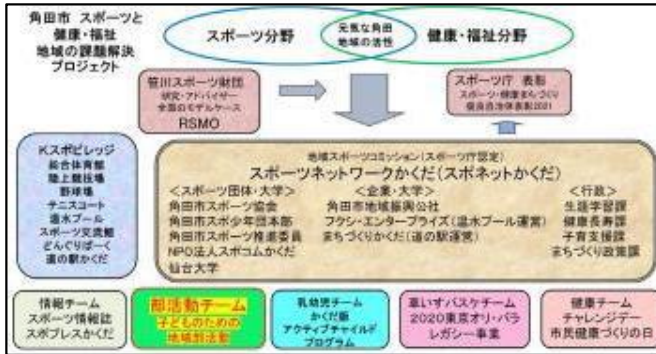 角田市 スポーツと
健康・福祉
地域の課題解決
プロジェクト
スポーツ分野
元気な角田
地域の活性
健康・福祉分野
笹川スポーツ財団
研究・アドバイザー
全国のモデルケース
RSMO
スポーツ庁 表彰
スポーツ・健康まちづくり
優良自治体表彰2021
Kスポビレッジ
総合体育館
陸上競技場
野球場
テニスコート
温水プール
スポーツ交流館
どんぐりぱーく
道の駅かくだ
地域スポーツコミッション(スポーツ庁認定)
スポーツネットワークかくだ(スポネットかくだ)
<スポーツ団体・大学>
角田市スポーツ協会
角田市スポ少年団本部
角田市スポーツ推進委員
NPO法人スポコムかくだ
仙台大学
<企業・大学>
角田市地域振興公社
フクシ・エンタープライズ(温水プール運営)
まちづくりかくだ(道の駅運営)
<行政>
生涯学習課
健康長寿課
子育支援課
まちづくり政策課
情報チーム
スポーツ情報誌
スポプレスかくだ
部活動チーム
子どものための
地域部活動
乳幼児チーム
かくだ版
アクティブチャイルド
プログラム
車いすバスケチーム
2020東京オリ・パラ
レガシー事業
健康チーム
チャレンジデー
市民健康づくりの日